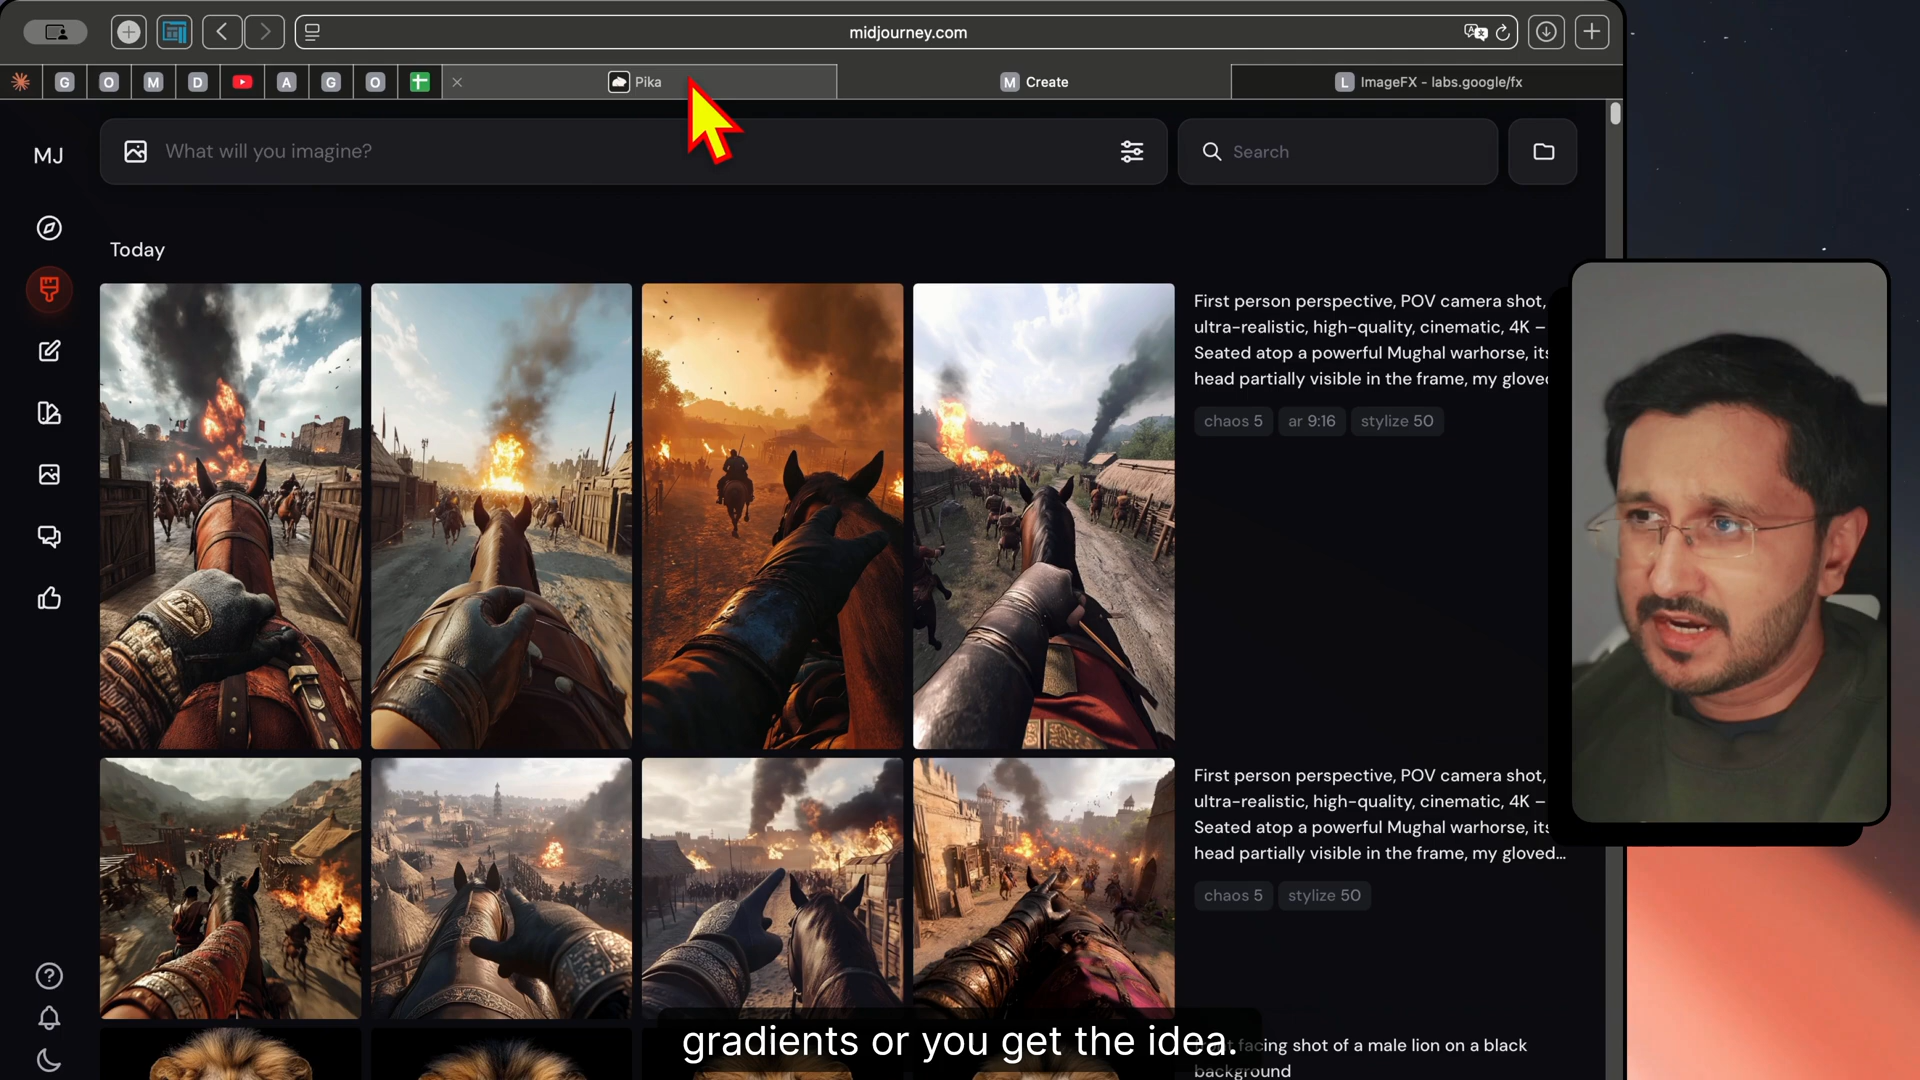 midjourney.com
G
O
M
D
A
G
O
Pika
M Create
L ImageFX - labs.google/fx
MJ
What will you imagine?
Search
Today
First person perspective, POV camera shot,
ultra-realistic, high-quality, cinematic, 4K –
Seated atop a powerful Mughal warhorse, its
head partially visible in the frame, my gloved
chaos 5
ar 9:16
stylize 50
First person perspective, POV camera shot,
ultra-realistic, high-quality, cinematic, 4K –
Seated atop a powerful Mughal warhorse, its
head partially visible in the frame, my gloved...
chaos 5
stylize 50
facing shot of a male lion on a black
background
gradients or you get the idea.